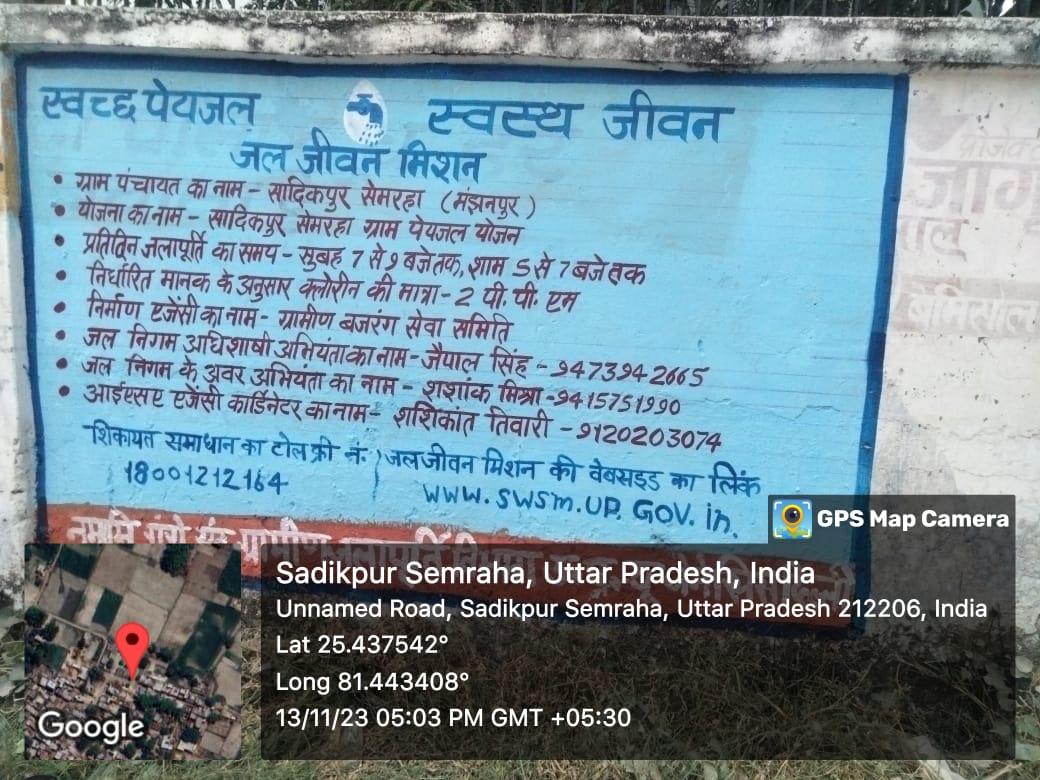 स्वच्छ पेयजल स्वस्थ जीवन
जल जीवन मिशन
• ग्राम पंचायत का नाम - सादिकपुर सेमरहा (मंझनपुर)
• योजना का नाम - सादिकपुर सेमरहा ग्राम पेयजल योजन
• प्रतिदिन जलापूर्ति का समय - सुबह 7 से 9 बजे तक, शाम 5 से 7 बजे तक
• निर्धारित मानक के अनुसार क्लोरीन की मात्रा - 2 पी. पी. एम
• निर्माण एजेंसी का नाम - ग्रामीण बजरंग सेवा समिति
• जल निगम अधिशाषी अभियंता का नाम - जैपाल सिंह - 9473942665
• जल निगम के अवर अभियंता का नाम - शशांक मिश्रा - 9415751990
• आईएसए एजेंसी कार्डिनेटर का नाम - शशिकांत तिवारी - 9120203074
शिकायत समाधान का टोल फ्री नं.
18001212164
जल जीवन मिशन की वेबसाइड का लिंक
www.swsm.UP.GOV.in.
नमामि गंगे एवं ग्रामीण जलापूर्ति विभाग
GPS Map Camera
Sadikpur Semraha, Uttar Pradesh, India
Unnamed Road, Sadikpur Semraha, Uttar Pradesh 212206, India
Lat 25.437542°
Long 81.443408°
13/11/23 05:03 PM GMT +05:30
Google